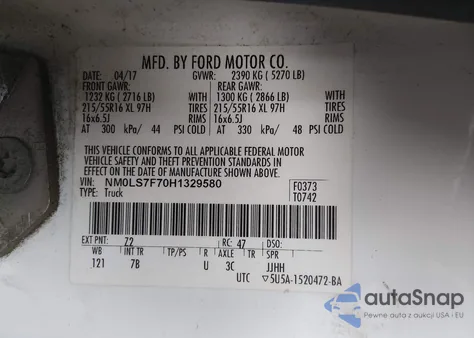 MFD. BY FORD MOTOR CO.
DATE: 04/17 GVWR: 2390 KG ( 5270 LB)
FRONT GAWR: REAR GAWR:
1232 KG ( 2716 LB) WITH 1300 KG ( 2866 LB) WITH
215/55R16 XL 97H TIRES 215/55R16 XL 97H TIRES
16x6.5J RIMS 16x6.5J RIMS
AT 300 kPa/ 44 PSI COLD AT 330 kPa/ 48 PSI COLD
THIS VEHICLE CONFORMS TO ALL APPLICABLE FEDERAL MOTOR
VEHICLE SAFETY AND THEFT PREVENTION STANDARDS IN
EFFECT ON THE DATE OF MANUFACTURE SHOWN ABOVE.
VIN: NM0LS7F70H1329580 F0373
TYPE: Truck T0742
EXT PNT: Z2 RC: 47 DSO:
WB INT TR TP/PS R AXLE TR SPR
121 7B U 3C JJHH
UTC 5U5A-1520472-BA
autoSnap
Pewne auta z aukcji w USA - EU